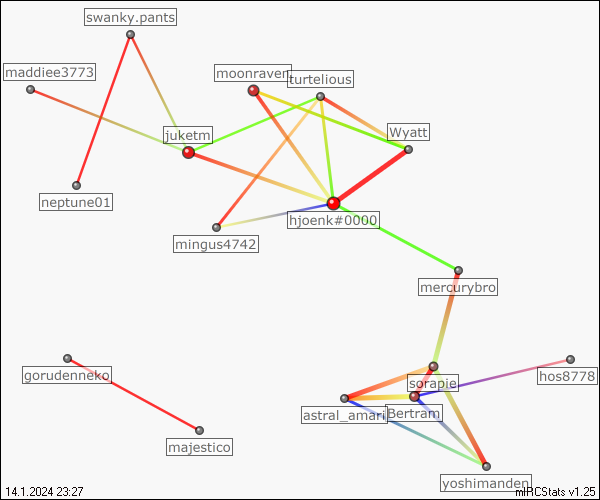 swanky.pants
maddiee3773
moonraven
turtelious
juketm
Wyatt
neptune01
hjoenk#0000
mingus4742
mercurybro
gorudenneko
sorapie
hos8778
astral_amari
Bertram
majestico
yoshimanden
14.1.2024 23:27
mIRCStats v1.25